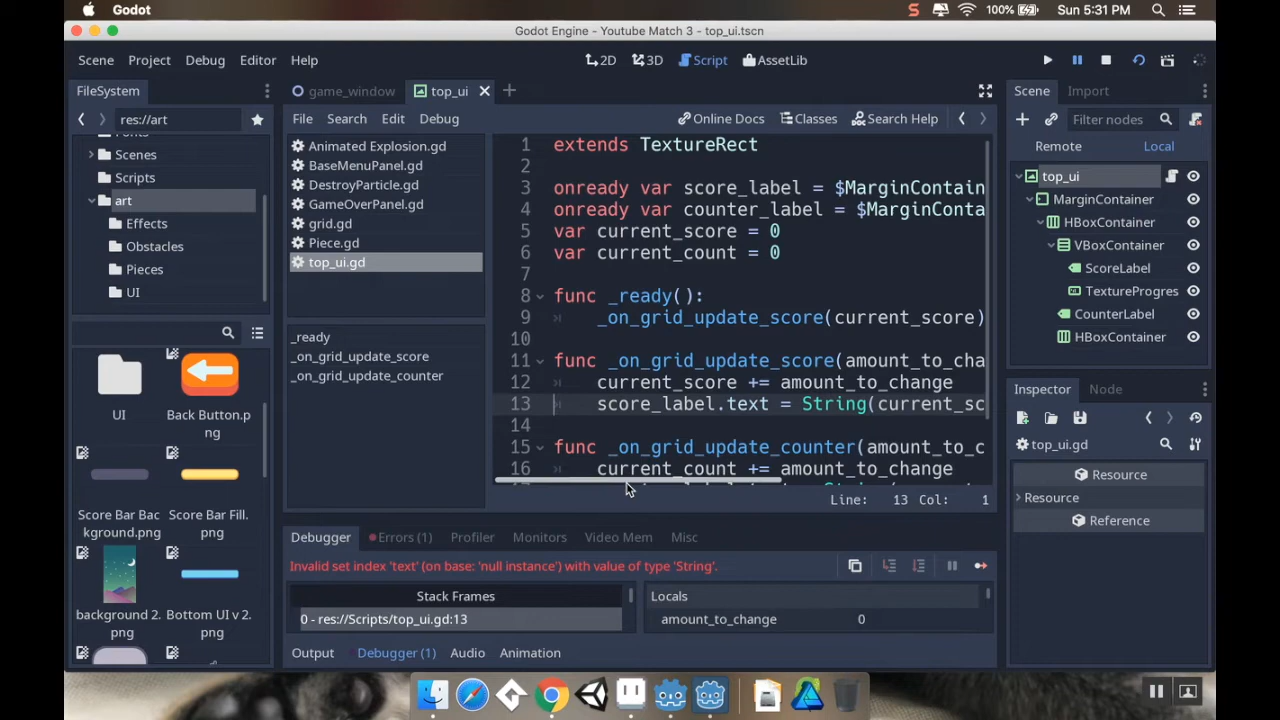 Godot
100%
Sun 5:31 PM
Godot Engine - Youtube Match 3 - top_ui.tscn
Scene Project Debug Editor Help
2D 3D Script AssetLib
FileSystem
game_window
top_ui
Scene Import
res://art
File Search Edit Debug
Online Docs Classes Search Help
Filter nodes
Remote Local
Scenes
Scripts
art
Effects
Obstacles
Pieces
UI
Animated Explosion.gd
BaseMenuPanel.gd
DestroyParticle.gd
GameOverPanel.gd
grid.gd
Piece.gd
top_ui.gd
_ready
_on_grid_update_score
_on_grid_update_counter
1 extends TextureRect
2
3 onready var score_label = $MarginContain
4 onready var counter_label = $MarginConta
5 var current_score = 0
6 var current_count = 0
7
8 func _ready():
9 _on_grid_update_score(current_score)
10
11 func _on_grid_update_score(amount_to_cha
12 current_score += amount_to_change
13 score_label.text = String(current_sc
14
15 func _on_grid_update_counter(amount_to_c
16 current_count += amount_to_change
Line: 13 Col: 1
top_ui
MarginContainer
HBoxContainer
VBoxContainer
ScoreLabel
TextureProgres
CounterLabel
HBoxContainer
Inspector Node
top_ui.gd
Resource
Resource
Reference
UI
Back Button.p
ng
Score Bar Bac
kground.png
Score Bar Fill.
png
background 2.
png
Bottom UI v 2.
png
Debugger Errors (1) Profiler Monitors Video Mem Misc
Invalid set index 'text' (on base: 'null instance') with value of type 'String'.
Stack Frames
0 - res://Scripts/top_ui.gd:13
Locals
amount_to_change 0
Output Debugger (1) Audio Animation